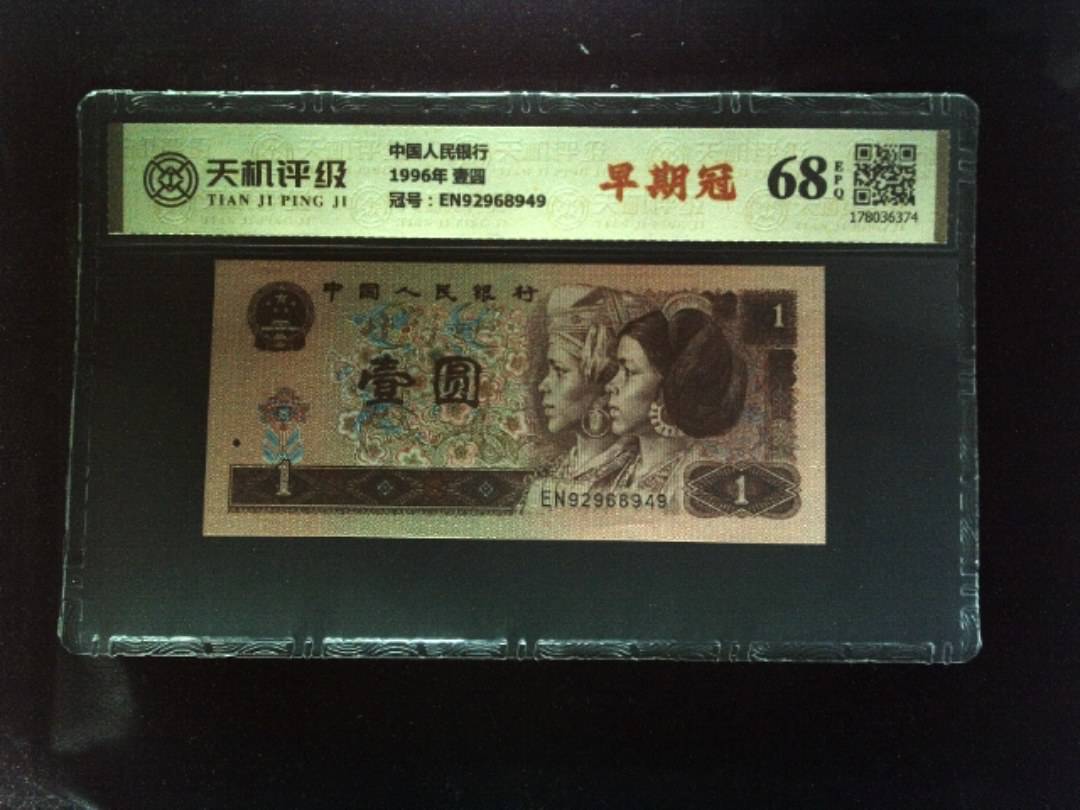 天机评级
TIAN JI PING JI
中国人民银行
1996年 壹圆
冠号：EN92968949
早期冠
68
EPQ
178036374
中国人民银行
壹圆
1
1
EN92968949
1